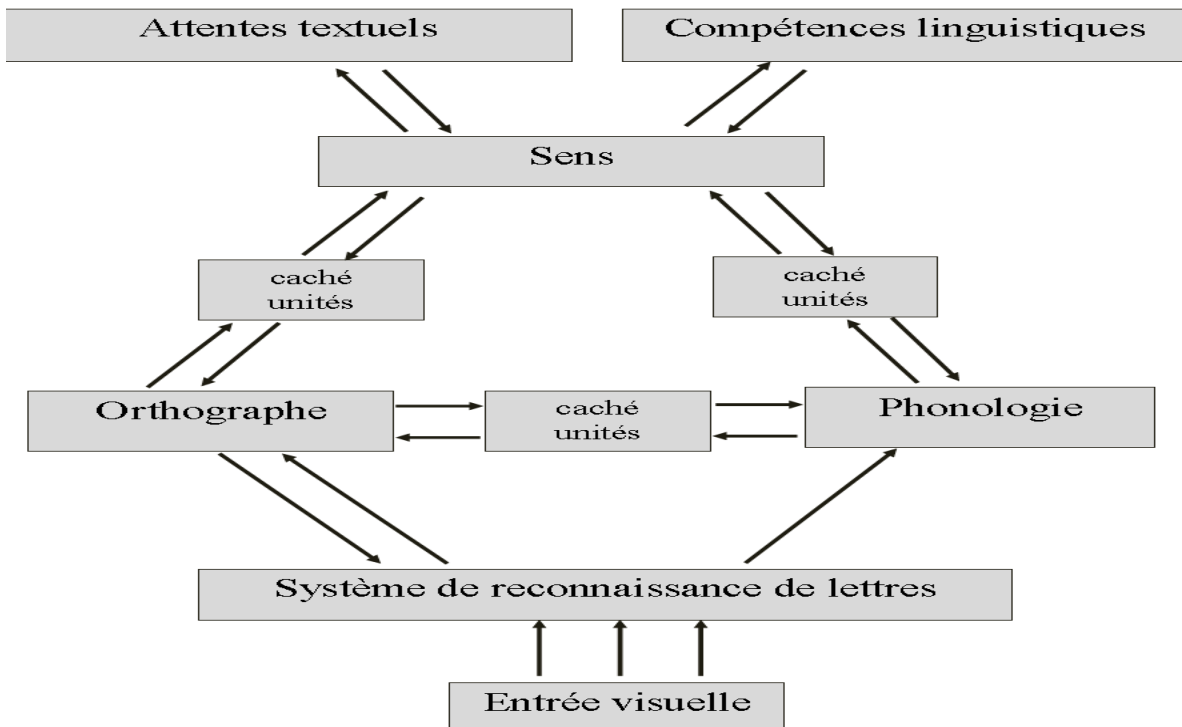 Attentes textuels
Compétences linguistiques
Sens
caché
unités
caché
unités
Orthographe
caché
unités
Phonologie
Système de reconnaissance de lettres
Entrée visuelle